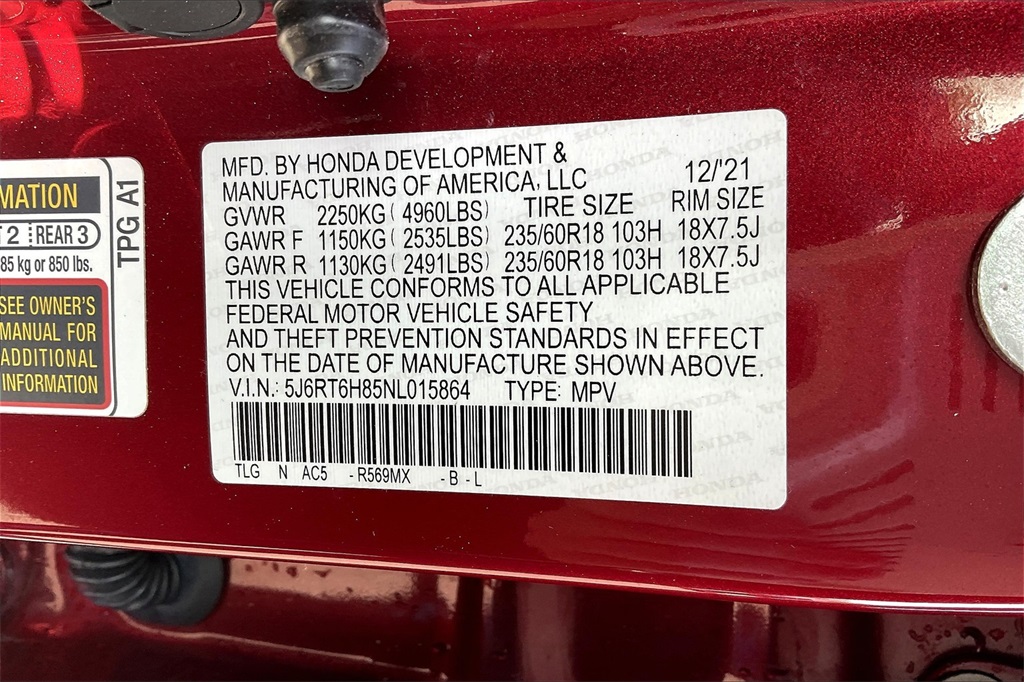 MATION
T 2 REAR 3
85 kg or 850 lbs.
SEE OWNER'S
MANUAL FOR
ADDITIONAL
INFORMATION
TPG A1
MFD. BY HONDA DEVELOPMENT &
MANUFACTURING OF AMERICA, LLC 12/'21
GVWR 2250KG ( 4960LBS) TIRE SIZE RIM SIZE
GAWR F 1150KG ( 2535LBS) 235/60R18 103H 18X7.5J
GAWR R 1130KG ( 2491LBS) 235/60R18 103H 18X7.5J
THIS VEHICLE CONFORMS TO ALL APPLICABLE
FEDERAL MOTOR VEHICLE SAFETY
AND THEFT PREVENTION STANDARDS IN EFFECT
ON THE DATE OF MANUFACTURE SHOWN ABOVE.
V.I.N.: 5J6RT6H85NL015864 TYPE: MPV
TLG N AC5 - R569MX - B - L